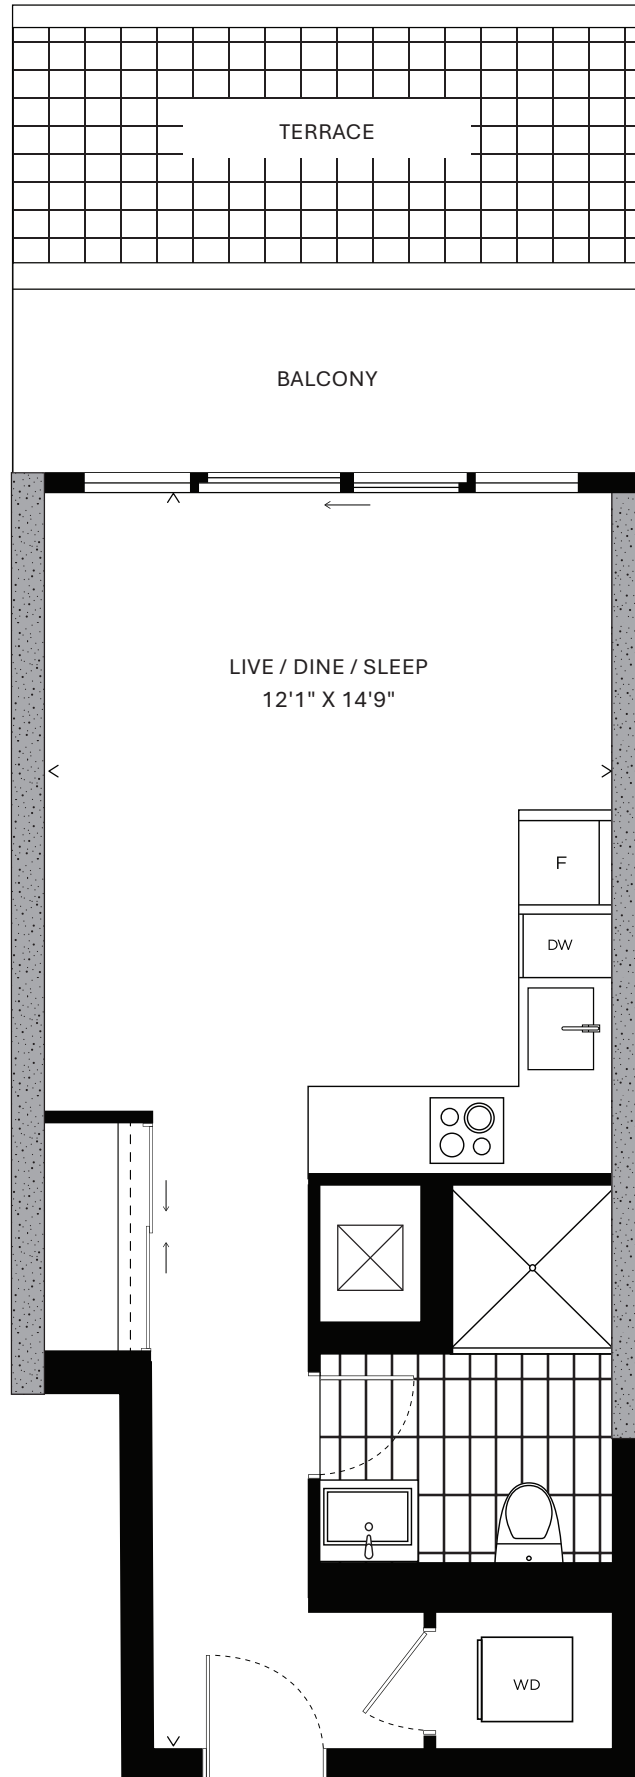 TERRACE
BALCONY
LIVE / DINE / SLEEP
12'1" X 14'9"
F
DW
WD